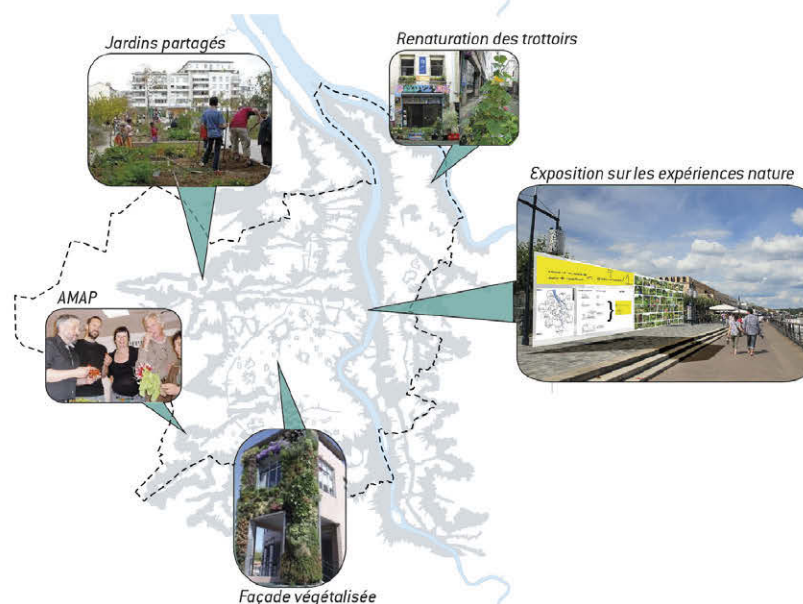 Jardins partagés
Renaturation des trottoirs
Exposition sur les expériences nature
AMAP
Façade végétalisée